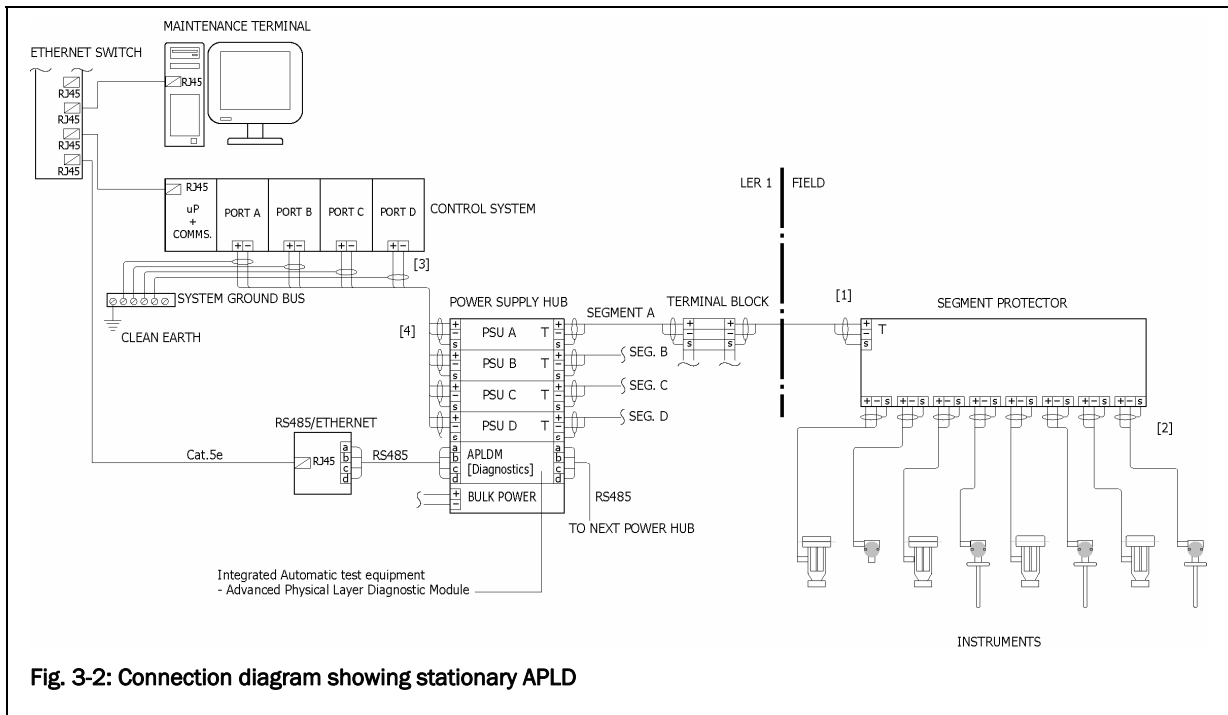 MAINTENANCE TERMINAL
ETHERNET SWITCH
RJ45
RJ45
RJ45
RJ45
RJ45
RJ45
uP
+
COMMS.
PORT A
PORT B
PORT C
PORT D
+ −
+ −
+ −
+ −
CONTROL SYSTEM
[3]
SYSTEM GROUND BUS
CLEAN EARTH
LER 1
FIELD
POWER SUPPLY HUB
[4]
+
−
s
PSU A
T
+
−
s
+
−
s
PSU B
+
−
s
+
−
s
PSU C
T
+
−
s
+
−
s
PSU D
T
+
−
s
SEGMENT A
SEG. B
SEG. C
SEG. D
TERMINAL BLOCK
+
−
s
+
−
s
[1]
SEGMENT PROTECTOR
+
−
s
T
+ − s
+ − s
+ − s
+ − s
+ − s
+ − s
+ − s
+ − s
[2]
RS485/ETHERNET
Cat.5e
RJ45
a
b
c
d
RS485
a
b
c
d
APLDM
[Diagnostics]
a
b
c
d
+
−
BULK POWER
RS485
TO NEXT POWER HUB
Integrated Automatic test equipment
- Advanced Physical Layer Diagnostic Module
INSTRUMENTS
Fig. 3-2: Connection diagram showing stationary APLD